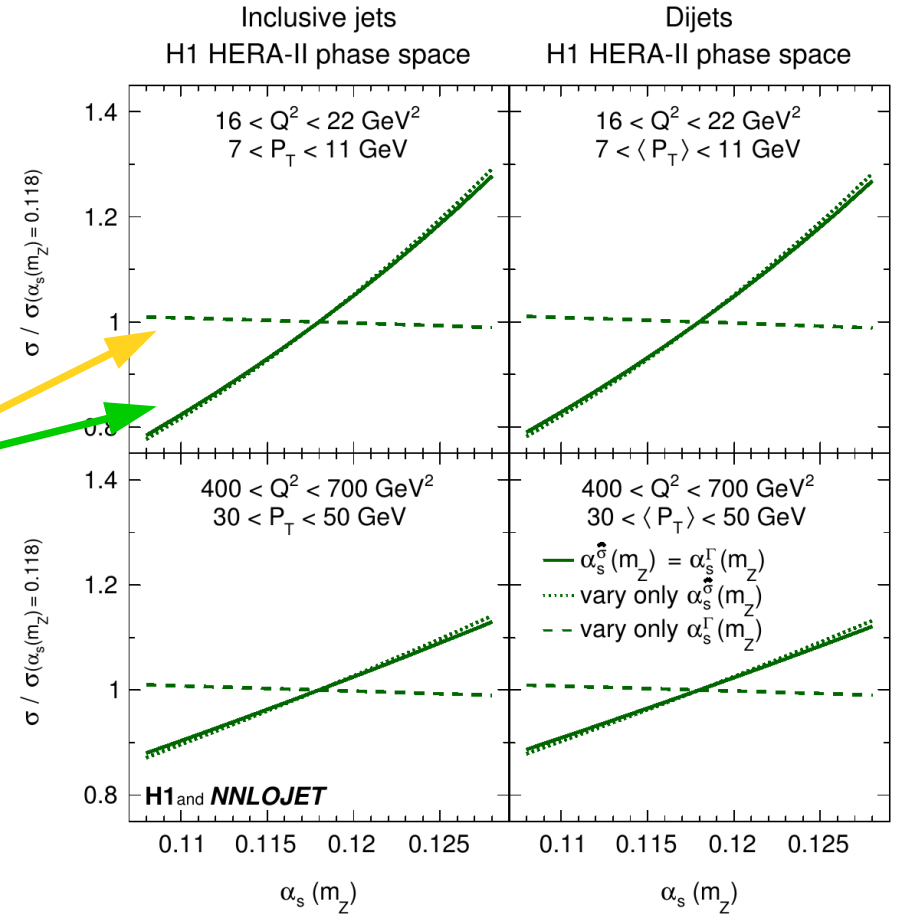 Inclusive jets
H1 HERA-II phase space
Dijets
H1 HERA-II phase space
16 < Q² < 22 GeV²
7 < P_T < 11 GeV
16 < Q² < 22 GeV²
7 < ⟨ P_T ⟩ < 11 GeV
σ / σ(α_s(m_Z) = 0.118)
1.4
1.2
1
0.8
400 < Q² < 700 GeV²
30 < P_T < 50 GeV
400 < Q² < 700 GeV²
30 < ⟨ P_T ⟩ < 50 GeV
α_s^σ̂ (m_Z) = α_s^Γ (m_Z)
vary only α_s^σ̂ (m_Z)
vary only α_s^Γ (m_Z)
σ / σ(α_s(m_Z) = 0.118)
1.4
1.2
1
0.8
H1 and NNLOJET
0.11 0.115 0.12 0.125
0.11 0.115 0.12 0.125
α_s (m_Z)
α_s (m_Z)